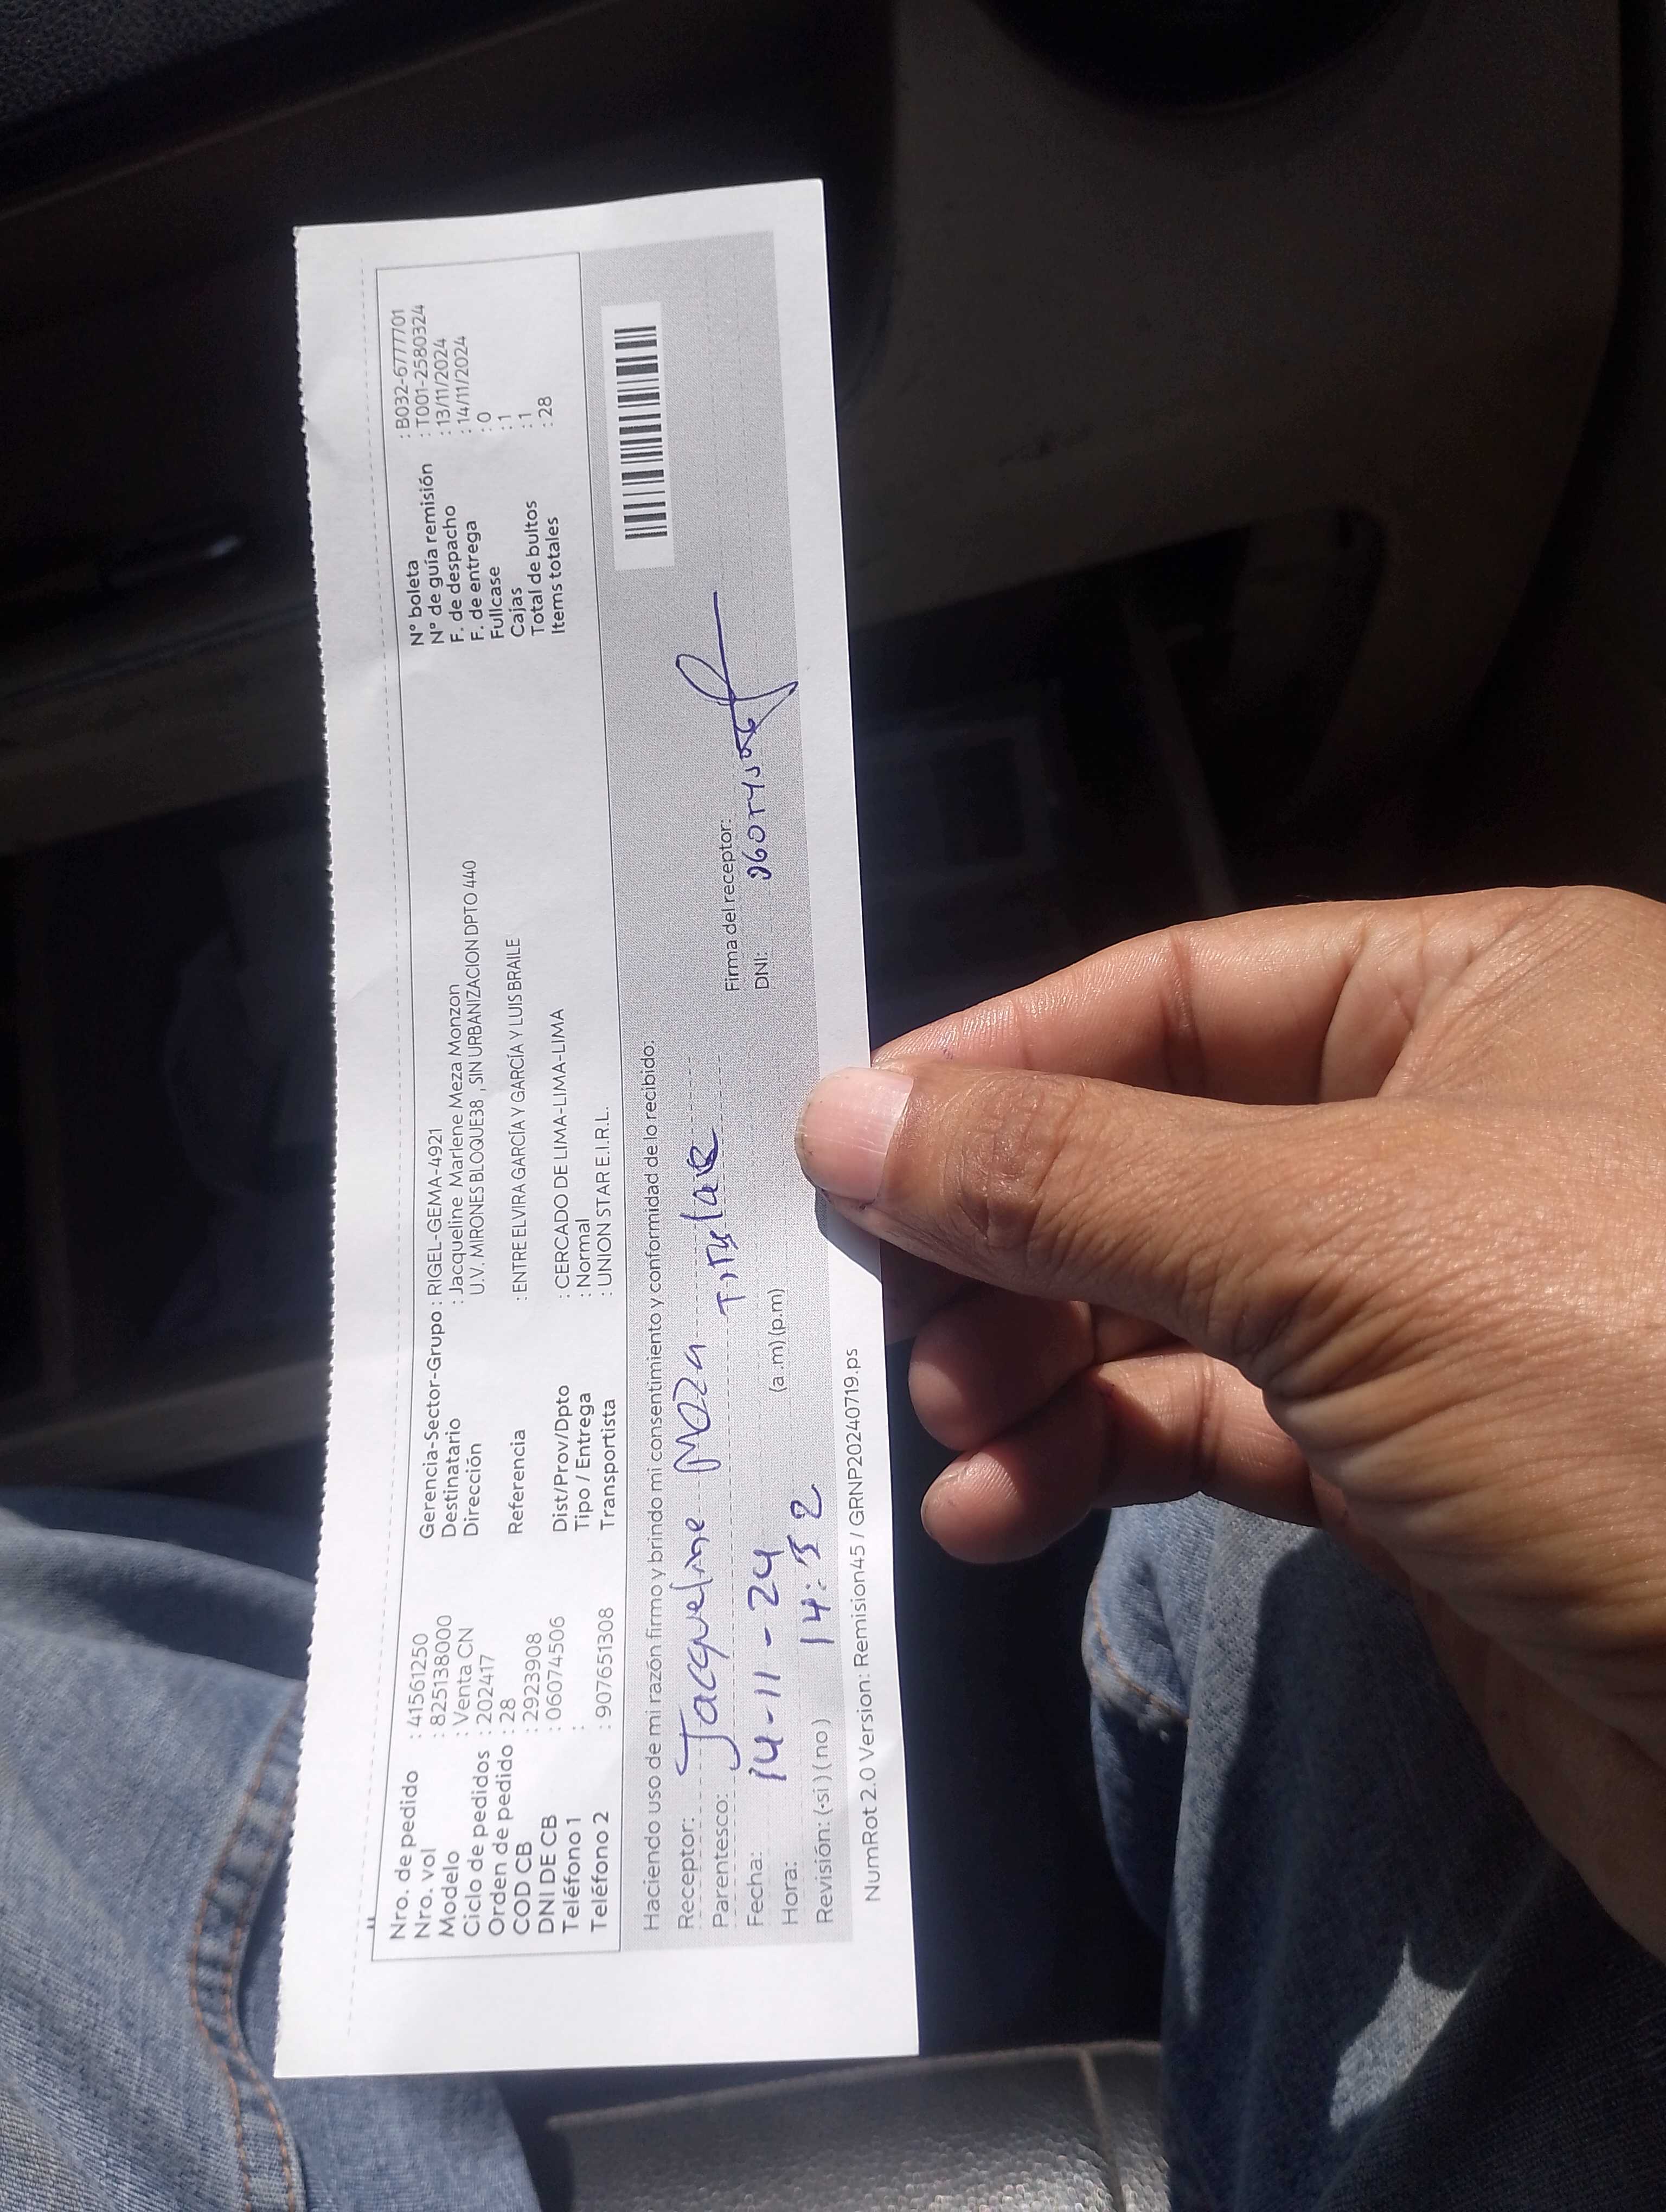 Nro. de pedido : 41561250
Nro. vol : 825138000
Modelo : Venta CN
Ciclo de pedidos : 202417
Orden de pedido : 28
COD CB : 2923908
DNI DE CB : 06074506
Teléfono 1 :
Teléfono 2 : 907651308
Gerencia-Sector-Grupo : RIGEL-GEMA-4921
Destinatario : Jacqueline Marlene Meza Monzon
Dirección U.V. MIRONES BLOQUE38 , SIN URBANIZACION DPTO 440
Referencia : ENTRE ELVIRA GARCÍA Y GARCÍA Y LUIS BRAILE
Dist/Prov/Dpto : CERCADO DE LIMA-LIMA-LIMA
Tipo / Entrega : Normal
Transportista : UNION STAR E.I.R.L.
N° boleta : B032-6777701
N° de guía remisión : T001-2580324
F. de despacho : 13/11/2024
F. de entrega : 14/11/2024
Fullcase : 0
Cajas : 1
Total de bultos : 1
Items totales : 28
Haciendo uso de mi razón firmo y brindo mi consentimiento y conformidad de lo recibido:
Receptor: Jacqueline Meza
Parentesco: Titular
Firma del receptor:
Fecha: 14-11-24
DNI:
Hora: 14:32 (a.m) (p.m)
Revisión: (-si ) ( no )
NumRot 2.0 Version: Remision45 / GRNP20240719.ps